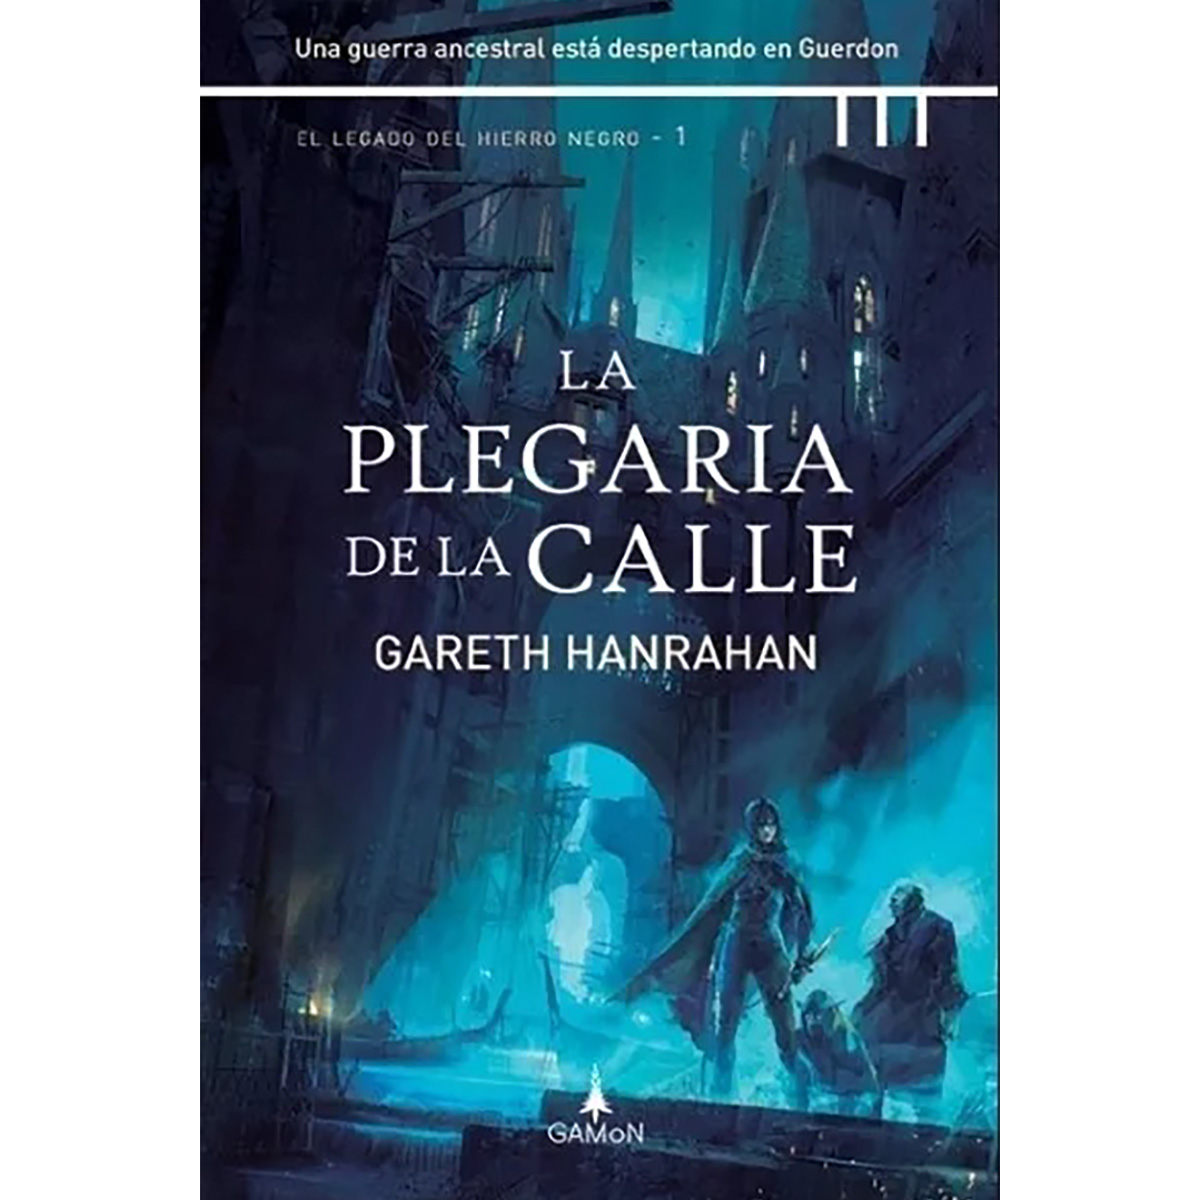 Una guerra ancestral está despertando en Guerdon
EL LEGADO DEL HIERRO NEGRO - 1
LA
PLEGARIA
DE LA CALLE
GARETH HANRAHAN
GAMoN